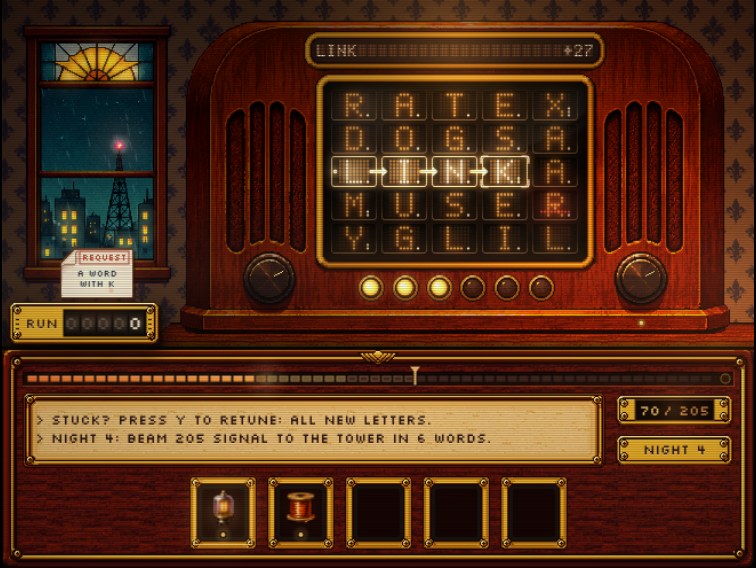 LINK +27
R A T E X
D O G S A
L I N K A
M U S E R
Y G L I L
REQUEST
A WORD
WITH K
RUN 00000
> STUCK? PRESS Y TO RETUNE: ALL NEW LETTERS.
> NIGHT 4: BEAM 205 SIGNAL TO THE TOWER IN 6 WORDS.
70 / 205
NIGHT 4